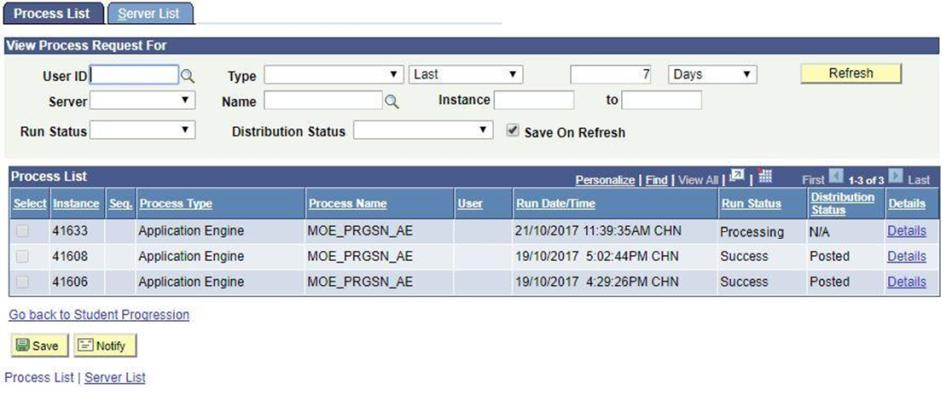 Process List Server List
View Process Request For
User ID Type Last 7 Days Refresh
Server Name Instance to
Run Status Distribution Status Save On Refresh
Process List Personalize | Find | View All | | First 1-3 of 3 Last
Select Instance Seq. Process Type Process Name User Run Date/Time Run Status Distribution Status Details
41633 Application Engine MOE_PRGSN_AE 21/10/2017 11:39:35AM CHN Processing N/A Details
41608 Application Engine MOE_PRGSN_AE 19/10/2017 5:02:44PM CHN Success Posted Details
41606 Application Engine MOE_PRGSN_AE 19/10/2017 4:29:26PM CHN Success Posted Details
Go back to Student Progression
Save Notify
Process List | Server List